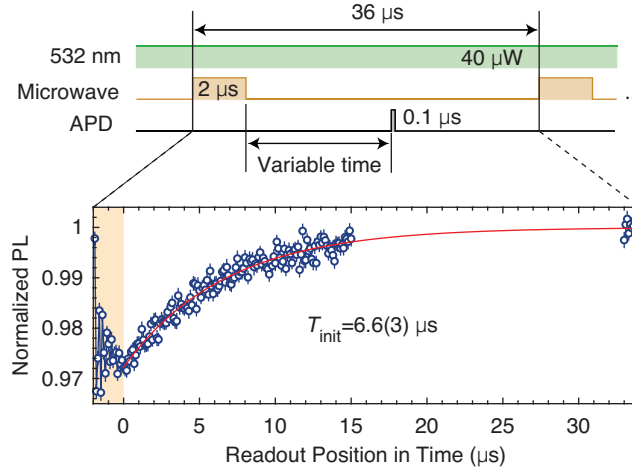 36 μs
532 nm
40 μW
Microwave
2 μs
...
APD
0.1 μs
Variable time
Normalized PL
1
0.99
0.98
0.97
T_init=6.6(3) μs
0 5 10 15 20 25 30
Readout Position in Time (μs)